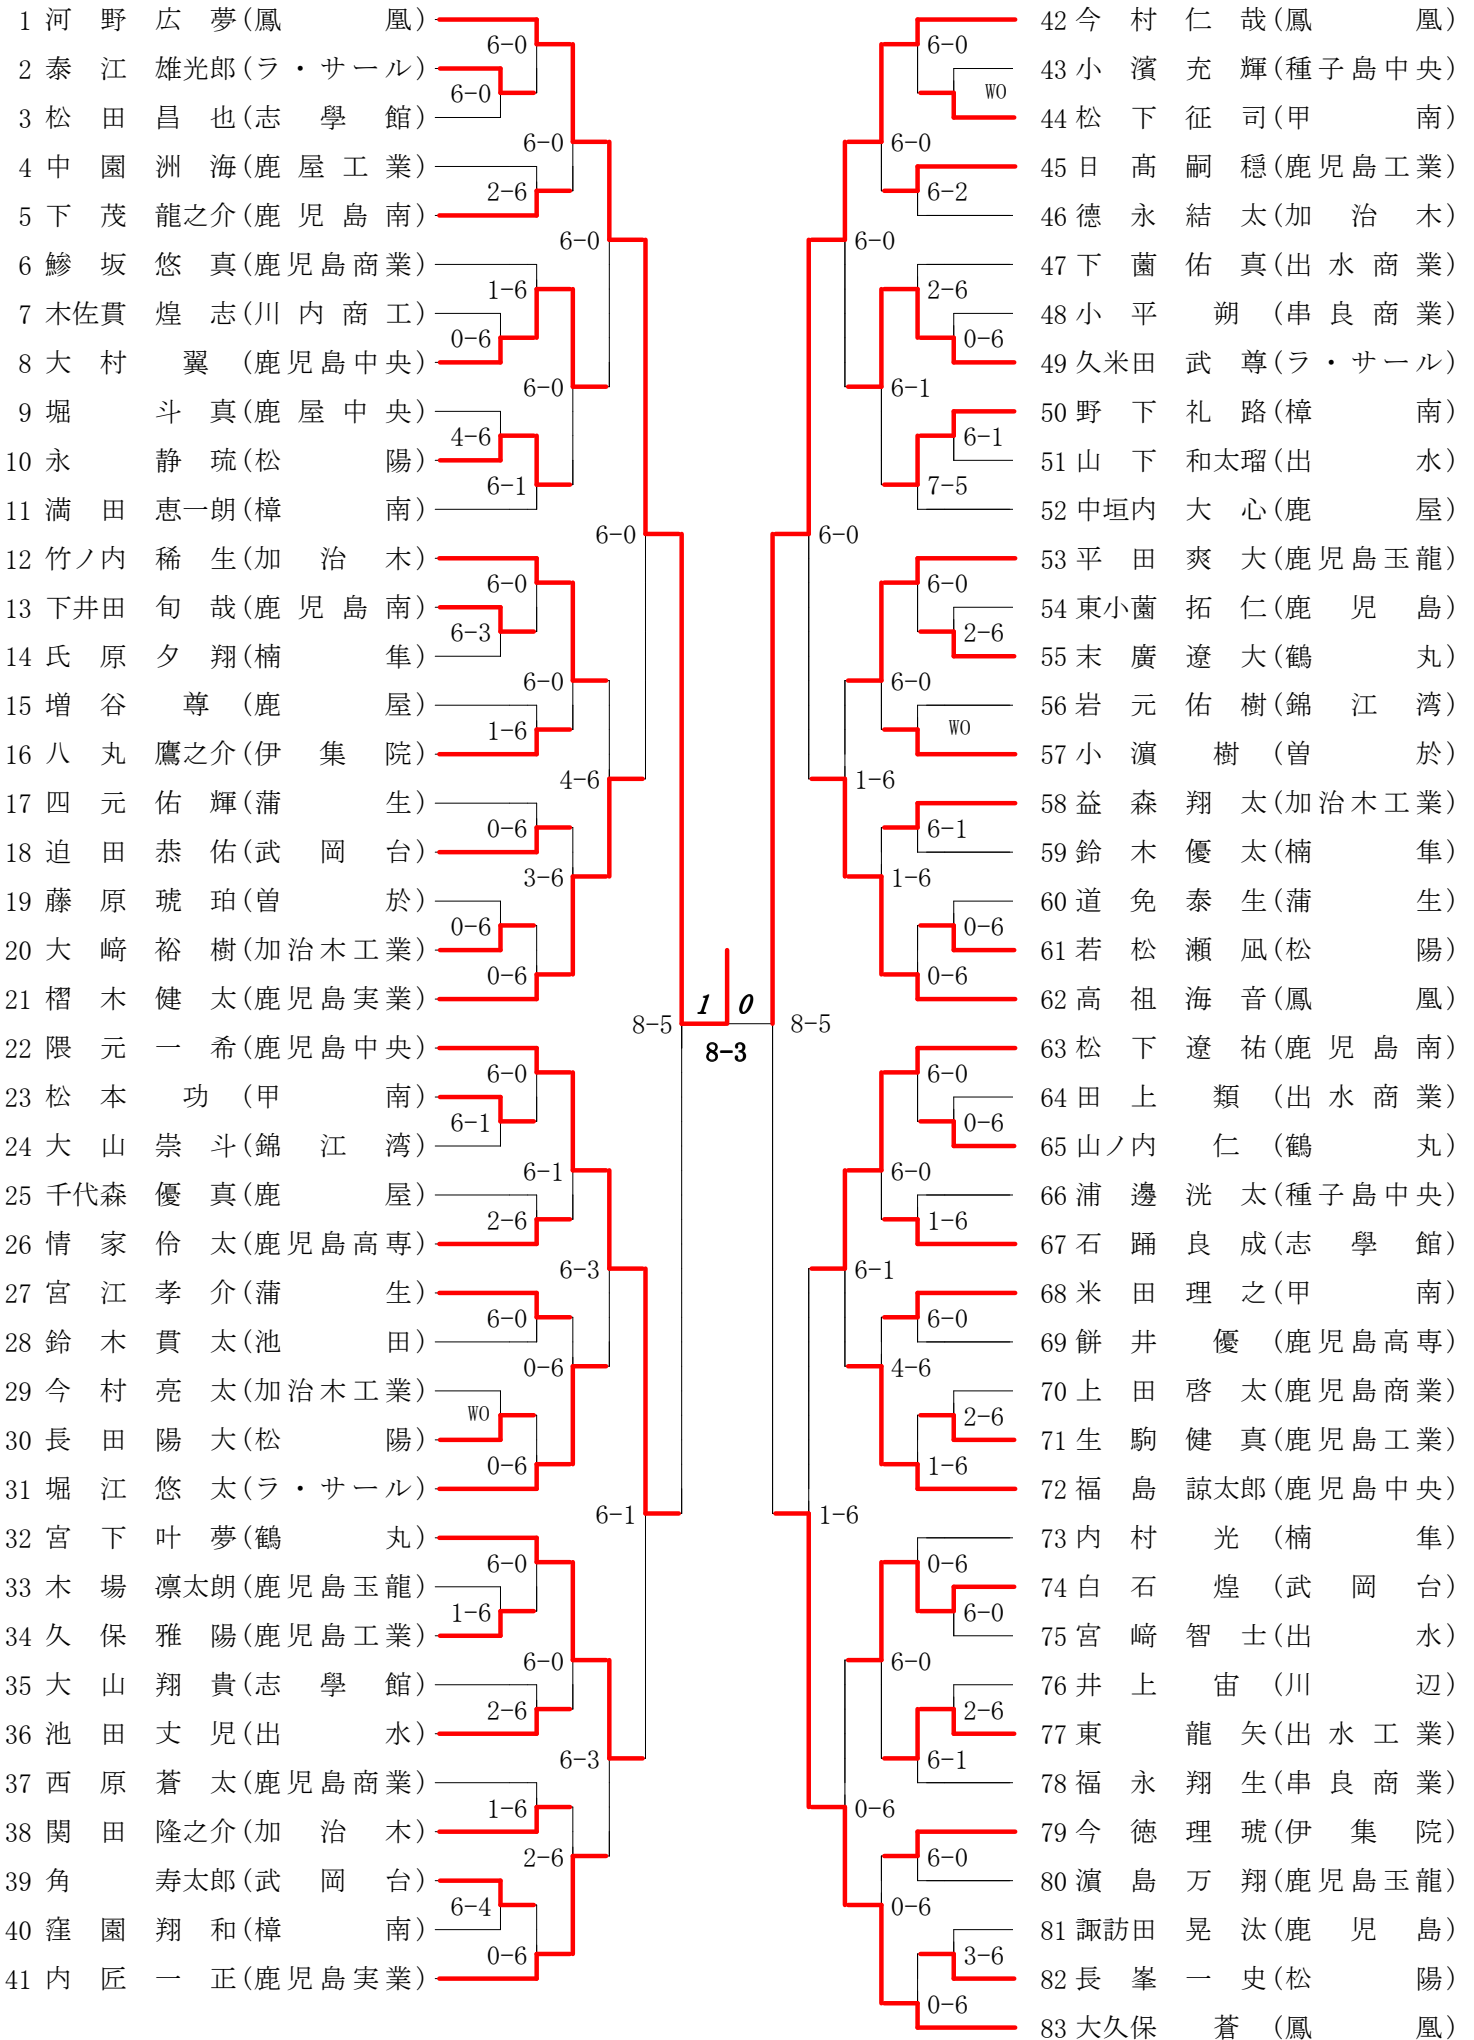 1 河野広夢(鳳凰)
6-0
2 泰江雄光郎(ラ・サール)
6-0
3 松田昌也(志學館)
6-0
4 中園洲海(鹿屋工業)
2-6
5 下茂龍之介(鹿児島南)
6-0
6 鰺坂悠真(鹿児島商業)
1-6
7 木佐貫煌志(川内商工)
0-6
8 大村翼(鹿児島中央)
6-0
9 堀斗真(鹿屋中央)
4-6
10 永静琉(松陽)
6-1
11 満田恵一朗(樟南)
6-0
12 竹ノ内稀生(加治木)
6-0
13 下井田旬哉(鹿児島南)
6-3
14 氏原夕翔(楠隼)
6-0
15 増谷尊(鹿屋)
1-6
16 八丸鷹之介(伊集院)
4-6
17 四元佑輝(蒲生)
0-6
18 迫田恭佑(武岡台)
3-6
19 藤原琥珀(曽於)
0-6
20 大﨑裕樹(加治木工業)
0-6
21 槢木健太(鹿児島実業)
8-5
22 隈元一希(鹿児島中央)
6-0
23 松本功(甲南)
6-1
24 大山崇斗(錦江湾)
6-1
25 千代森優真(鹿屋)
2-6
26 情家伶太(鹿児島高専)
6-3
27 宮江孝介(蒲生)
6-0
28 鈴木貫太(池田)
0-6
29 今村亮太(加治木工業)
WO
30 長田陽大(松陽)
0-6
31 堀江悠太(ラ・サール)
6-1
32 宮下叶夢(鶴丸)
6-0
33 木場凛太朗(鹿児島玉龍)
1-6
34 久保雅陽(鹿児島工業)
6-0
35 大山翔貴(志學館)
2-6
36 池田丈児(出水)
6-3
37 西原蒼太(鹿児島商業)
1-6
38 関田隆之介(加治木)
2-6
39 角寿太郎(武岡台)
6-4
40 窪園翔和(樟南)
0-6
41 内匠一正(鹿児島実業)
1 0
8-3
42 今村仁哉(鳳凰)
6-0
43 小濱充輝(種子島中央)
WO
44 松下征司(甲南)
6-0
45 日髙嗣穏(鹿児島工業)
6-2
46 德永結太(加治木)
6-0
47 下薗佑真(出水商業)
2-6
48 小平朔(串良商業)
0-6
49 久米田武尊(ラ・サール)
6-1
50 野下礼路(樟南)
6-1
51 山下和太瑠(出水)
7-5
52 中垣内大心(鹿屋)
6-0
53 平田爽大(鹿児島玉龍)
6-0
54 東小薗拓仁(鹿児島)
2-6
55 末廣遼大(鶴丸)
6-0
56 岩元佑樹(錦江湾)
WO
57 小濵樹(曽於)
1-6
58 益森翔太(加治木工業)
6-1
59 鈴木優太(楠隼)
1-6
60 道免泰生(蒲生)
0-6
61 若松瀬凪(松陽)
0-6
62 高祖海音(鳳凰)
8-5
63 松下遼祐(鹿児島南)
6-0
64 田上類(出水商業)
0-6
65 山ノ内仁(鶴丸)
6-0
66 浦邊洸太(種子島中央)
1-6
67 石踊良成(志學館)
6-1
68 米田理之(甲南)
6-0
69 餅井優(鹿児島高専)
4-6
70 上田啓太(鹿児島商業)
2-6
71 生駒健真(鹿児島工業)
1-6
72 福島諒太郎(鹿児島中央)
1-6
73 内村光(楠隼)
0-6
74 白石煌(武岡台)
6-0
75 宮﨑智士(出水)
6-0
76 井上宙(川辺)
2-6
77 東龍矢(出水工業)
6-1
78 福永翔生(串良商業)
0-6
79 今德理琥(伊集院)
6-0
80 濵島万翔(鹿児島玉龍)
0-6
81 諏訪田晃汰(鹿児島)
3-6
82 長峯一史(松陽)
0-6
83 大久保蒼(鳳凰)